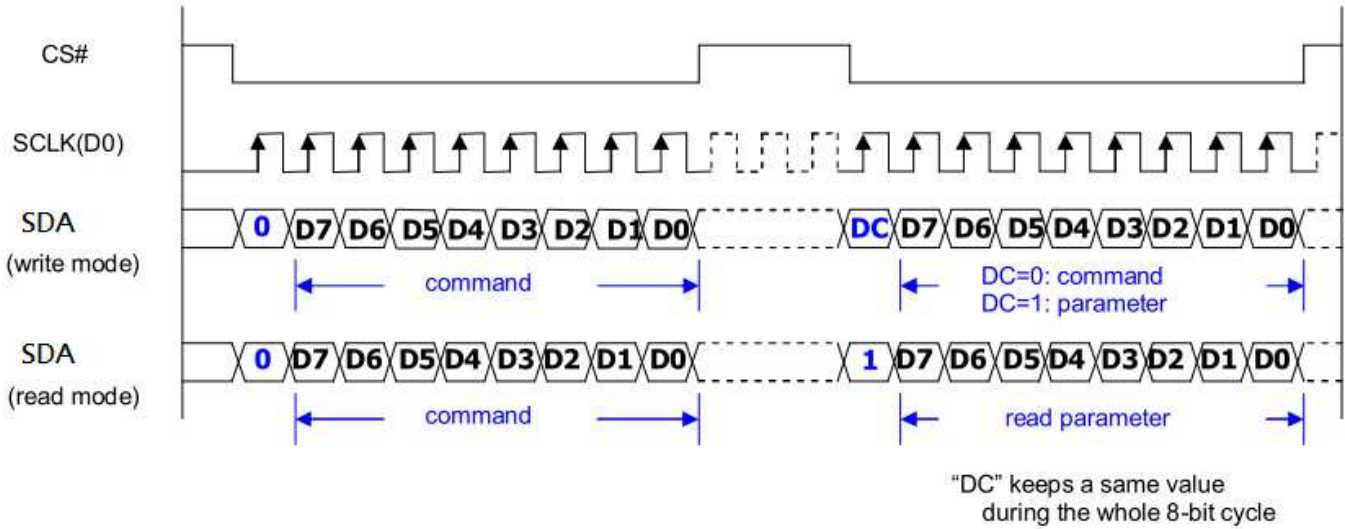 CS#
SCLK(D0)
SDA 0 D7 D6 D5 D4 D3 D2 D1 D0 DC D7 D6 D5 D4 D3 D2 D1 D0
(write mode)
command
DC=0: command
DC=1: parameter
SDA 0 D7 D6 D5 D4 D3 D2 D1 D0 1 D7 D6 D5 D4 D3 D2 D1 D0
(read mode)
command read parameter
“DC” keeps a same value
during the whole 8-bit cycle